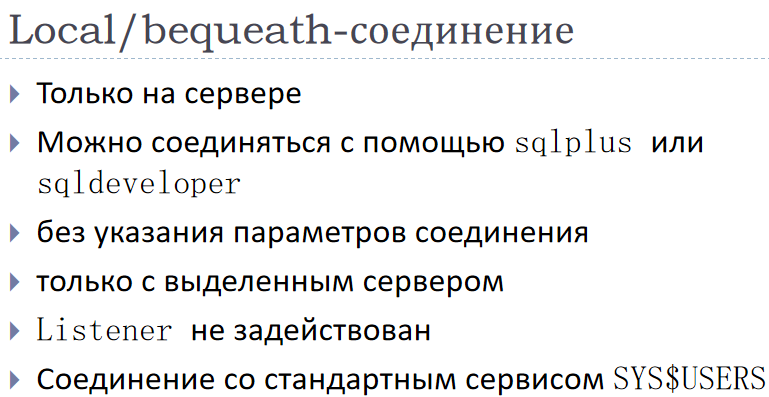 Local/bequeath-соединение
Только на сервере
Можно соединяться с помощью sqlplus или
sqldeveloper
без указания параметров соединения
только с выделенным сервером
Listener не задействован
Соединение со стандартным сервисом SYS$USERS